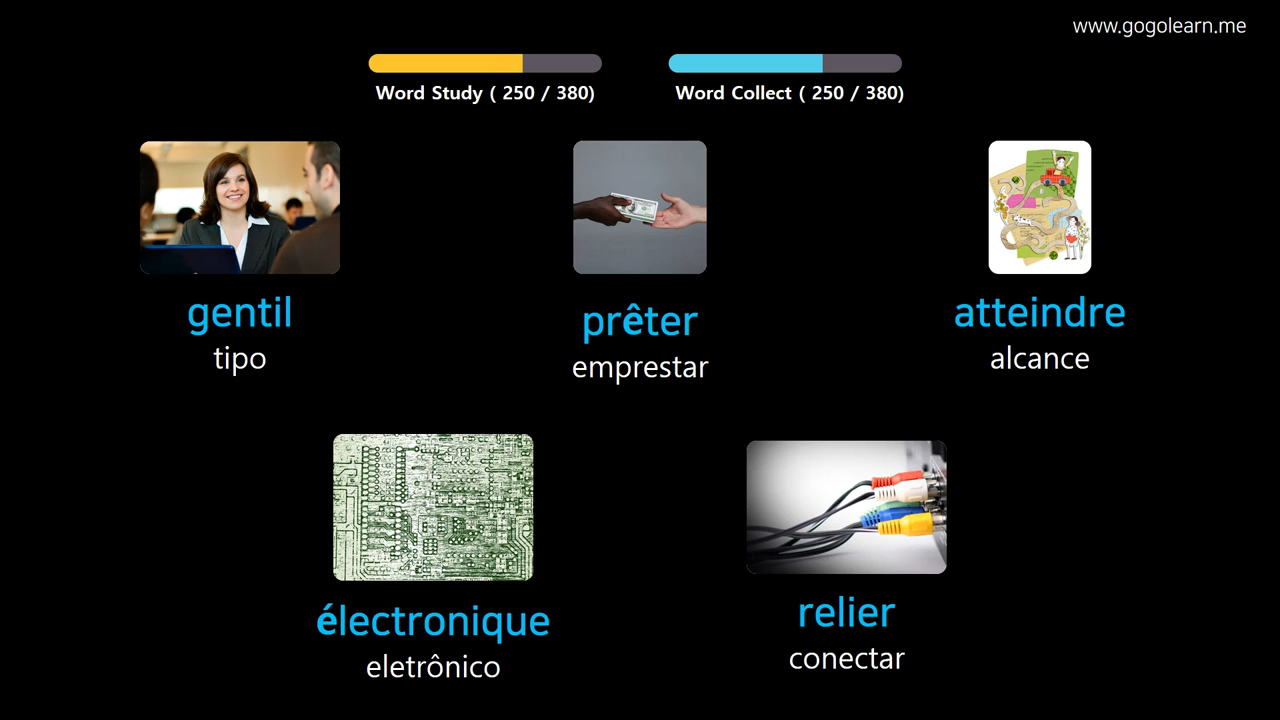 www.gogolearn.me
Word Study ( 250 / 380)
Word Collect ( 250 / 380)
gentil
tipo
prêter
emprestar
atteindre
alcance
électronique
eletrônico
relier
conectar